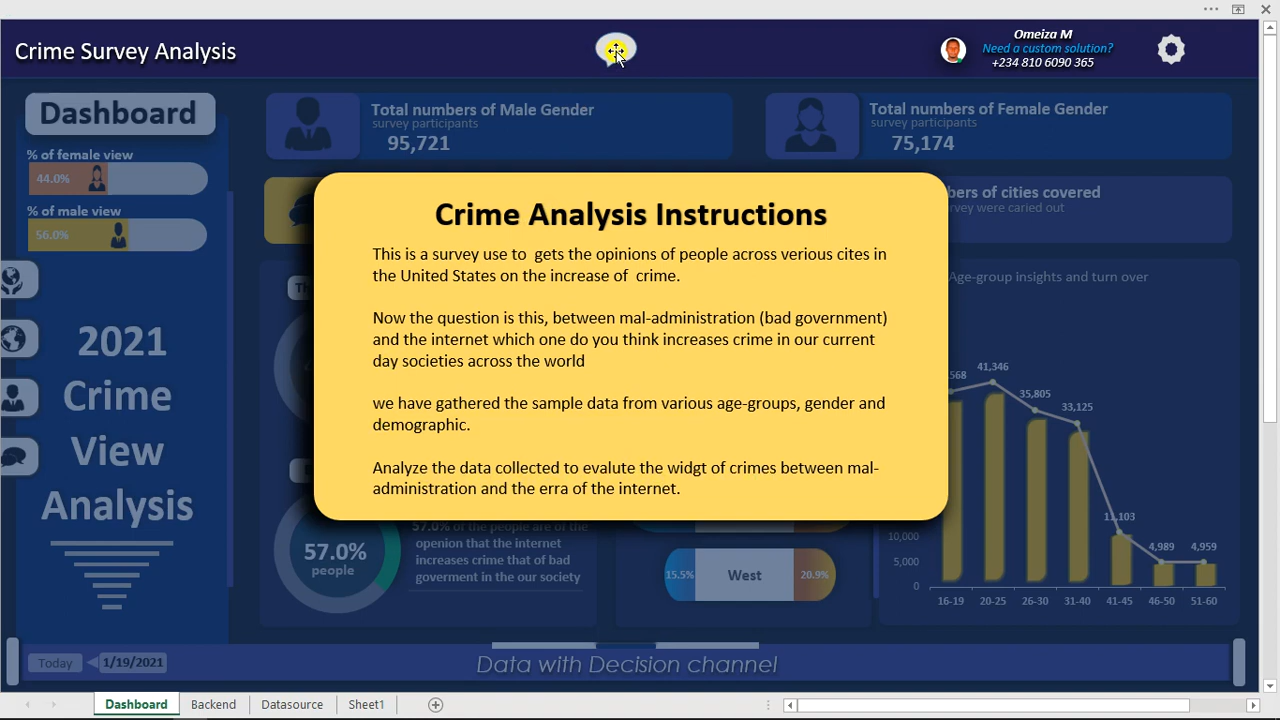 Crime Survey Analysis
Omeiza M
Need a custom solution?
+234 810 6090 365
Dashboard
% of female view
44.0%
% of male view
56.0%
2021
Crime
View
Analysis
Total numbers of Male Gender
survey participants
95,721
Total numbers of Female Gender
survey participants
75,174
of cities covered
were caried out
Crime Analysis Instructions
This is a survey use to  gets the opinions of people across verious cites in
the United States on the increase of  crime.
Now the question is this, between mal-administration (bad government)
and the internet which one do you think increases crime in our current
day societies across the world
we have gathered the sample data from various age-groups, gender and
demographic.
Analyze the data collected to evalute the widgt of crimes between mal-
administration and the erra of the internet.
Age-group insights and turn over
568
41,346
35,805
33,125
11,103
4,989
4,959
10,000
5,000
0
16-19
20-25
26-30
31-40
41-45
46-50
51-60
57.0%
people
57.0% of the people are of the
openion that the internet
increases crime that of bad
goverment in the our society
15.5%
West
20.9%
Today
1/19/2021
Data with Decision channel
Dashboard
Backend
Datasource
Sheet1